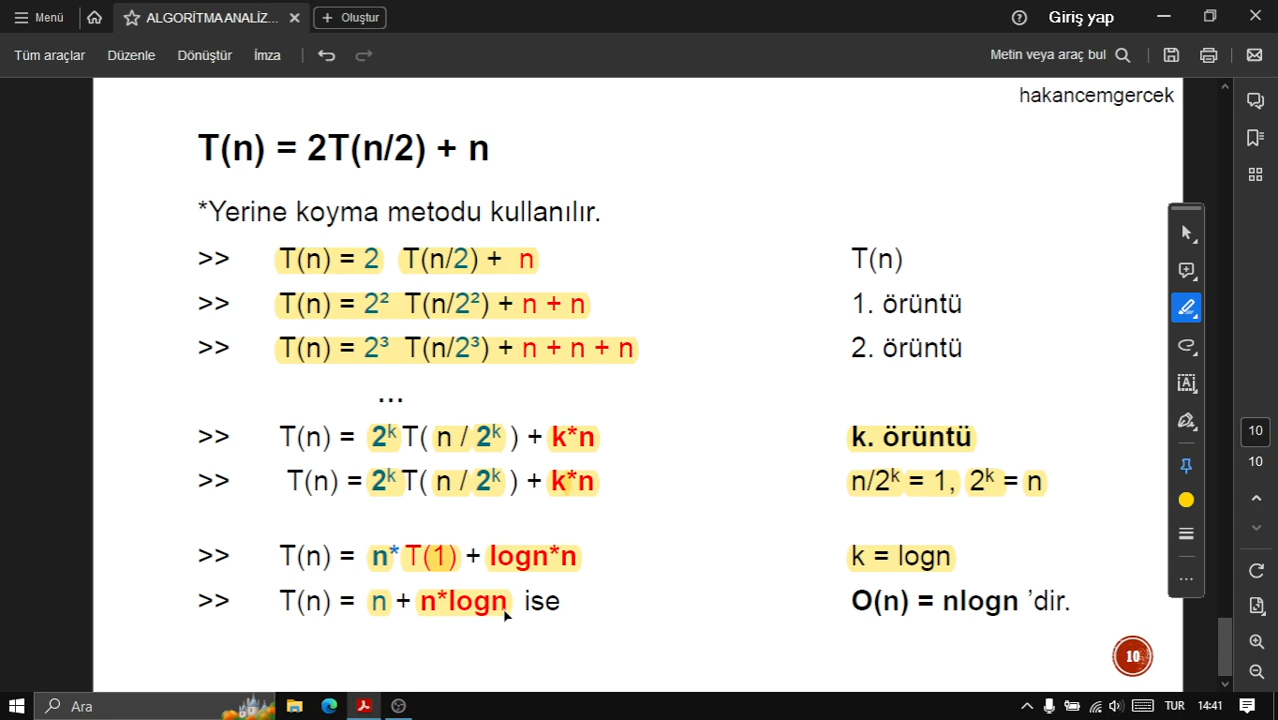 Menü ALGORİTMA ANALİZ... Oluştur Giriş yap
Tüm araçlar Düzenle Dönüştür İmza Metin veya araç bul
hakancemgercek
T(n) = 2T(n/2) + n
*Yerine koyma metodu kullanılır.
>> T(n) = 2 T(n/2) + n T(n)
>> T(n) = 2² T(n/2²) + n + n 1. örüntü
>> T(n) = 2³ T(n/2³) + n + n + n 2. örüntü
...
>> T(n) = 2ᵏ T( n / 2ᵏ ) + k*n k. örüntü
>> T(n) = 2ᵏ T( n / 2ᵏ ) + k*n n/2ᵏ = 1, 2ᵏ = n
>> T(n) = n* T(1) + logn*n k = logn
>> T(n) = n + n*logn ise O(n) = nlogn ’dir.
10
10
10
Ara TUR 14:41